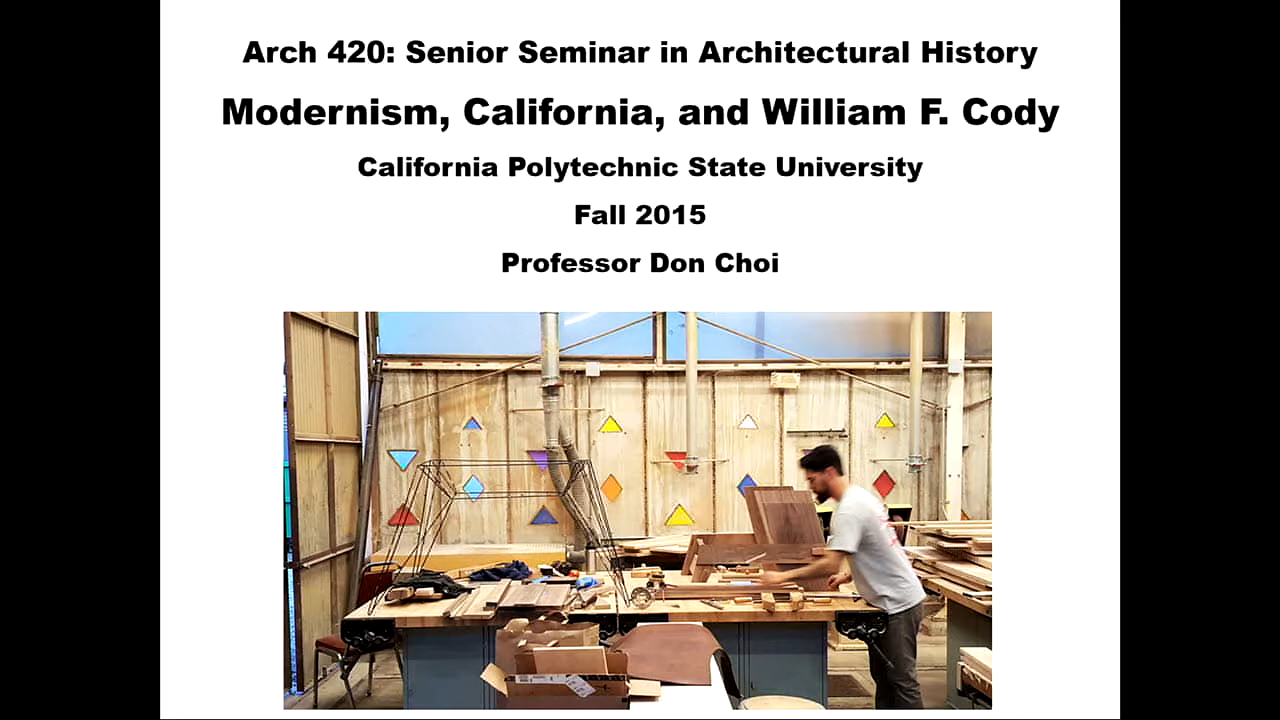 Arch 420: Senior Seminar in Architectural History
Modernism, California, and William F. Cody
California Polytechnic State University
Fall 2015
Professor Don Choi